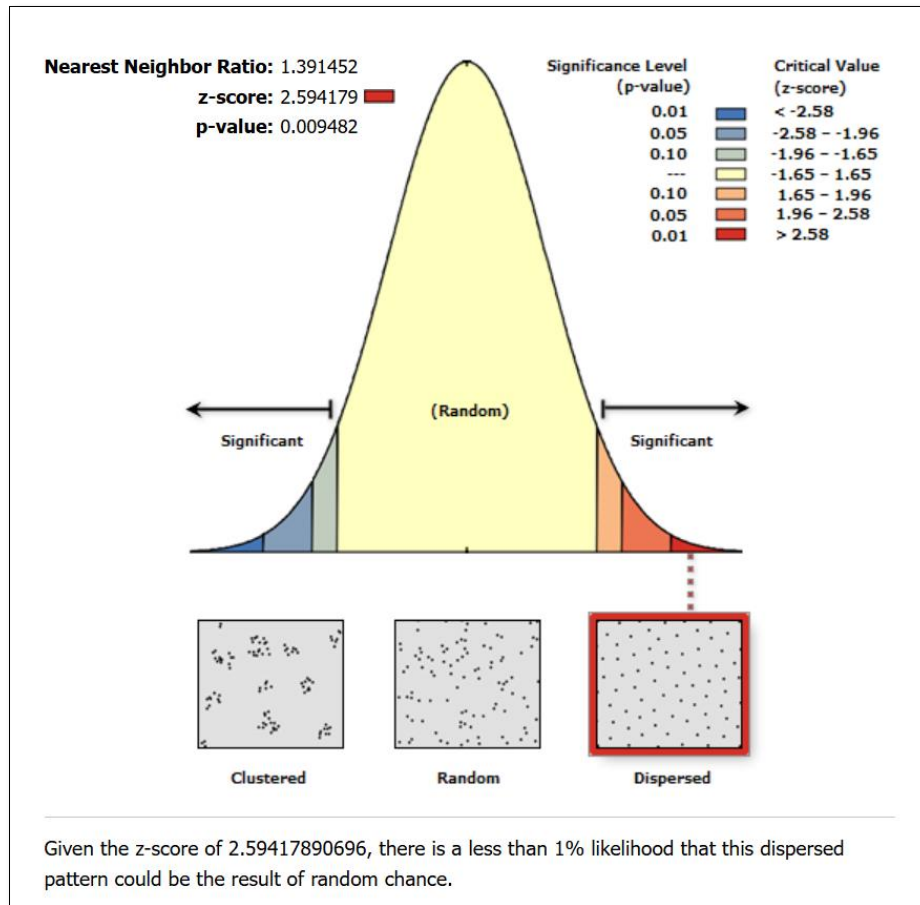 Nearest Neighbor Ratio: 1.391452
z-score: 2.594179
p-value: 0.009482
Significance Level
(p-value)
Critical Value
(z-score)
0.01 < -2.58
0.05 -2.58 – -1.96
0.10 -1.96 – -1.65
--- -1.65 – 1.65
0.10 1.65 – 1.96
0.05 1.96 – 2.58
0.01 > 2.58
(Random)
Significant
Significant
Clustered
Random
Dispersed
Given the z-score of 2.59417890696, there is a less than 1% likelihood that this dispersed
pattern could be the result of random chance.